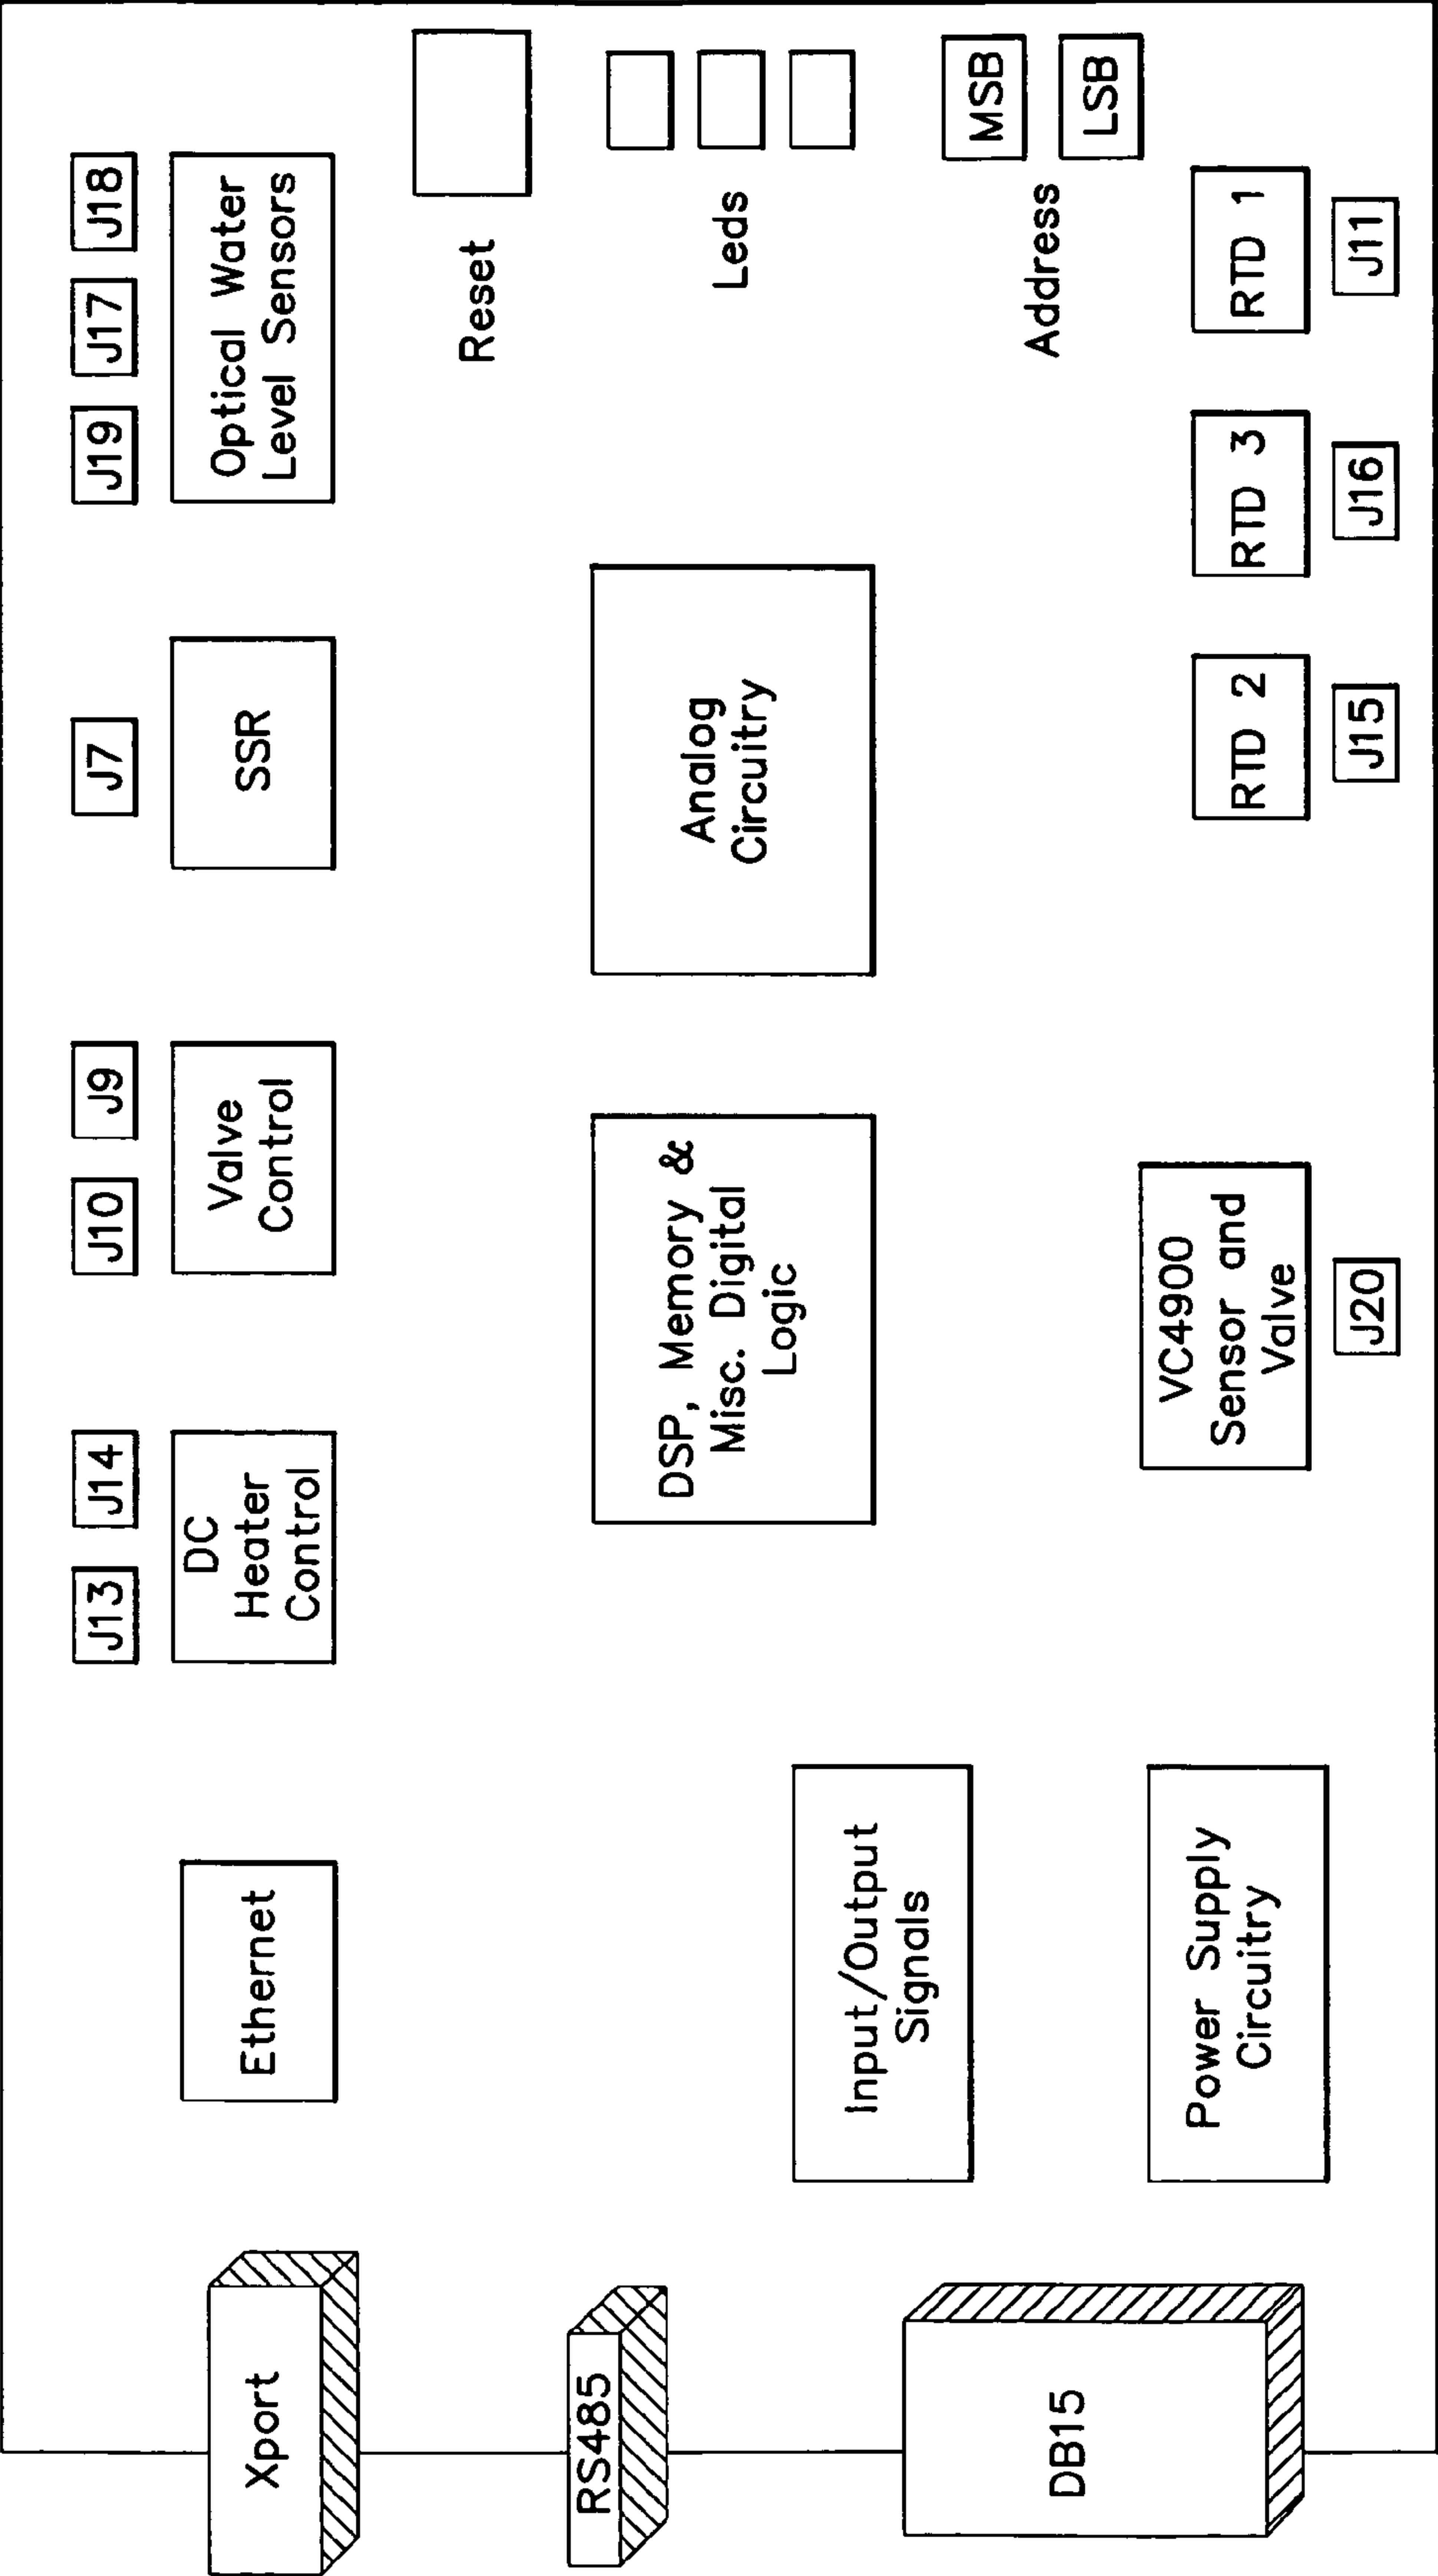 J13
J14
J10
J9
J7
J19
J17
J18
Xport
Ethernet
DC
Heater
Control
Valve
Control
SSR
Optical Water
Level Sensors
Reset
RS485
DSP, Memory &
Misc. Digital
Logic
Analog
Circuitry
Leds
Input/Output
Signals
DB15
Address
MSB
LSB
Power Supply
Circuitry
VC4900
Sensor and
Valve
RTD 2
RTD 3
RTD 1
J20
J15
J16
J11